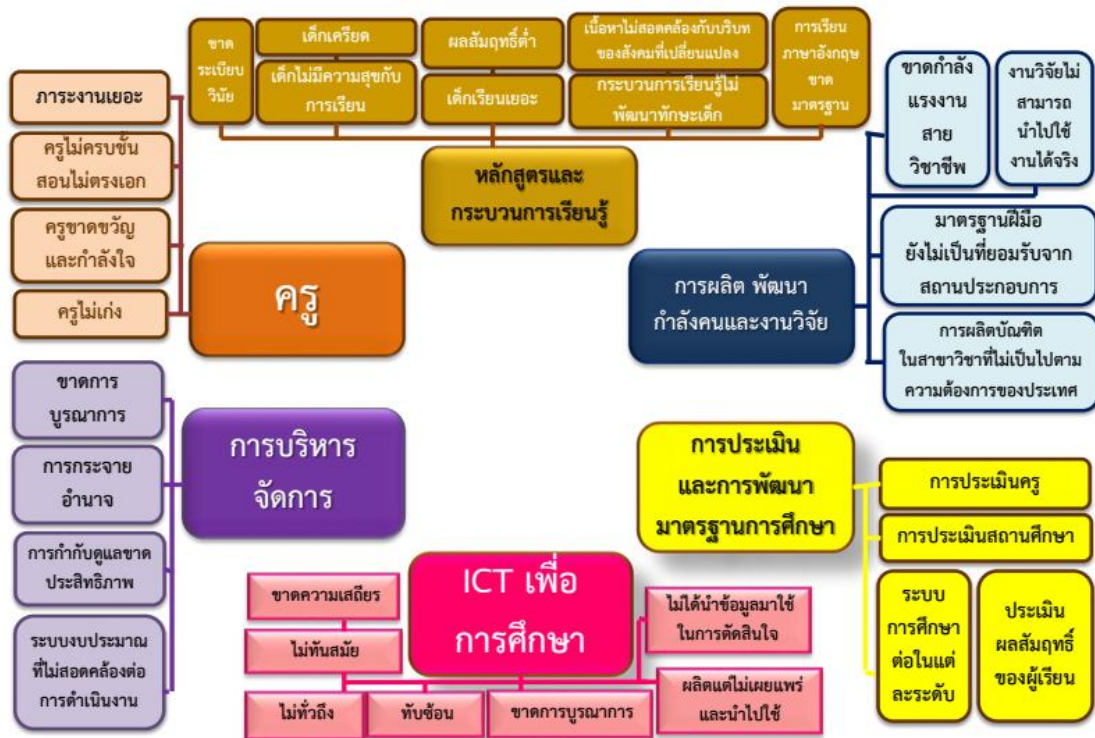 ขาด
ระเบียบ
วินัย
เด็กเครียด
เด็กไม่มีความสุขกับ
การเรียน
ผลสัมฤทธิ์ต่ำ
เด็กเรียนเยอะ
เนื้อหาไม่สอดคล้องกับบริบท
ของสังคมที่เปลี่ยนแปลง
กระบวนการเรียนรู้ไม่
พัฒนาทักษะเด็ก
การเรียน
ภาษาอังกฤษ
ขาด
มาตรฐาน
หลักสูตรและ
กระบวนการเรียนรู้
ภาระงานเยอะ
ครูไม่ครบชั้น
สอนไม่ตรงเอก
ครูขาดขวัญ
และกำลังใจ
ครูไม่เก่ง
ครู
ขาดกำลัง
แรงงาน
สาย
วิชาชีพ
งานวิจัยไม่
สามารถ
นำไปใช้
งานได้จริง
มาตรฐานฝีมือ
ยังไม่เป็นที่ยอมรับจาก
สถานประกอบการ
การผลิตบัณฑิต
ในสาขาวิชาที่ไม่เป็นไปตาม
ความต้องการของประเทศ
การผลิต พัฒนา
กำลังคนและงานวิจัย
ขาดการ
บูรณาการ
การกระจาย
อำนาจ
การกำกับดูแลขาด
ประสิทธิภาพ
ระบบงบประมาณ
ที่ไม่สอดคล้องต่อ
การดำเนินงาน
การบริหาร
จัดการ
การประเมิน
และการพัฒนา
มาตรฐานการศึกษา
การประเมินครู
การประเมินสถานศึกษา
ระบบ
การศึกษา
ต่อในแต่
ละระดับ
ประเมิน
ผลสัมฤทธิ์
ของผู้เรียน
ICT เพื่อ
การศึกษา
ขาดความเสถียร
ไม่ทันสมัย
ไม่ทั่วถึง
ทับซ้อน
ขาดการบูรณาการ
ไม่ได้นำข้อมูลมาใช้
ในการตัดสินใจ
ผลิตแต่ไม่เผยแพร่
และนำไปใช้